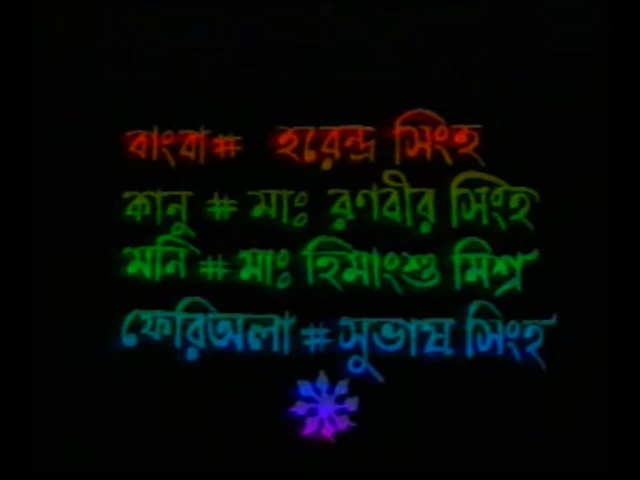 বাংবা # হরেন্দ্র সিংহ
কানু # মাঃ রণবীর সিংহ
মনি # মাঃ হিমাংশু মিশ্র
ফেরিঅলা # সুভাষ সিংহ